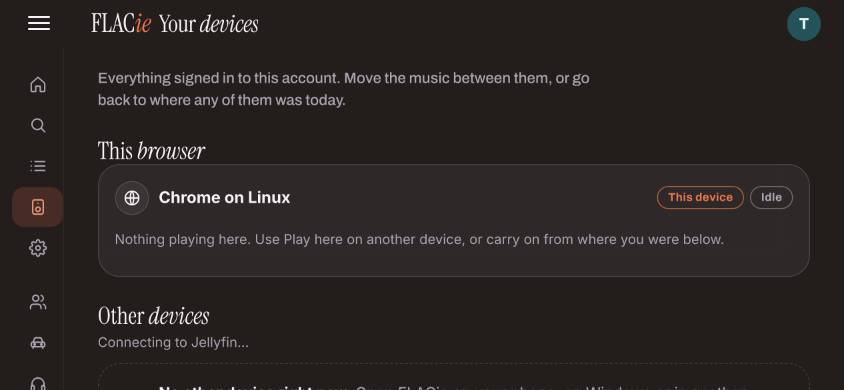 FLACie Your devices
T
Everything signed in to this account. Move the music between them, or go
back to where any of them was today.
This browser
Chrome on Linux
This device
Idle
Nothing playing here. Use Play here on another device, or carry on from where you were below.
Other devices
Connecting to Jellyfin...